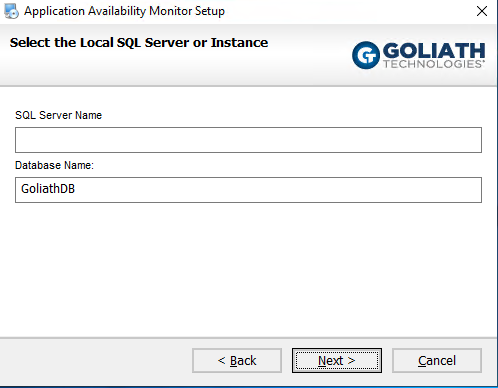 Application Availability Monitor Setup
Select the Local SQL Server or Instance
GOLIATH
TECHNOLOGIES
SQL Server Name
Database Name:
GoliathDB
< Back
Next >
Cancel